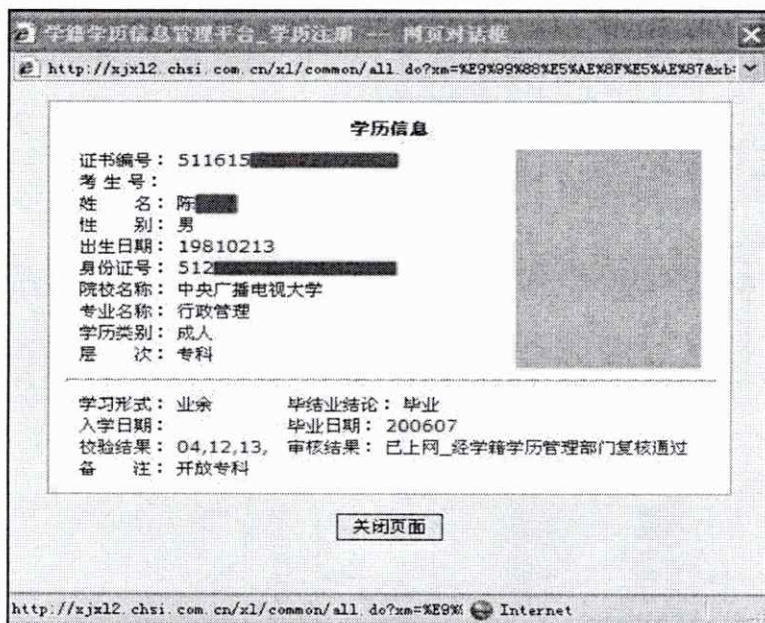 学籍学历信息管理平台_学历注册 -- 网页对话框
http://xjxl2.chsi.com.cn/xl/common/all.do?xm=%E9%99%88%E5%AE%8F%E5%AE%87&xb=
学历信息
证书编号： 511615
考 生 号：
姓 名： 陈
性 别： 男
出生日期： 19810213
身份证号： 512
院校名称： 中央广播电视大学
专业名称： 行政管理
学历类别： 成人
层 次： 专科
学习形式： 业余 毕结业结论： 毕业
入学日期： 毕业日期： 200607
校验结果： 04,12,13, 审核结果： 已上网_经学籍学历管理部门复核通过
备 注： 开放专科
关闭页面
http://xjxl2.chsi.com.cn/xl/common/all.do?xm=%E9%9 Internet